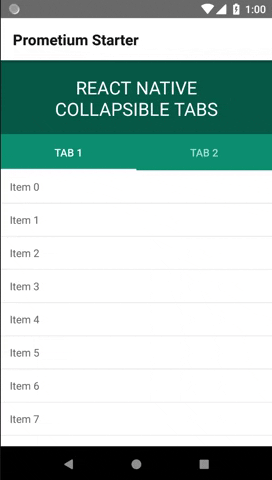 1:00
Prometium Starter
REACT NATIVE
COLLAPSIBLE TABS
TAB 1 TAB 2
Item 0
Item 1
Item 2
Item 3
Item 4
Item 5
Item 6
Item 7